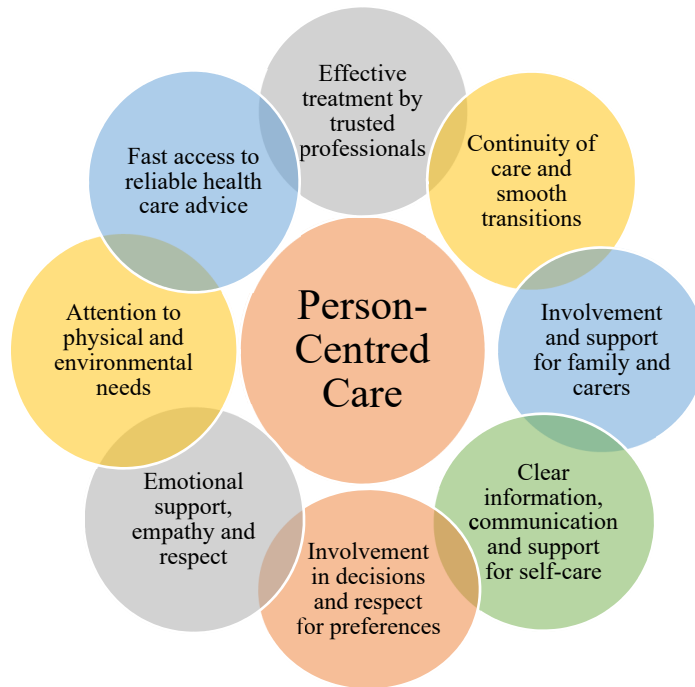 Effective
treatment by
trusted
professionals
Continuity of
care and
smooth
transitions
Involvement
and support
for family and
carers
Clear
information,
communication
and support
for self-care
Involvement
in decisions
and respect
for preferences
Emotional
support,
empathy and
respect
Attention to
physical and
environmental
needs
Fast access to
reliable health
care advice
Person-
Centred
Care